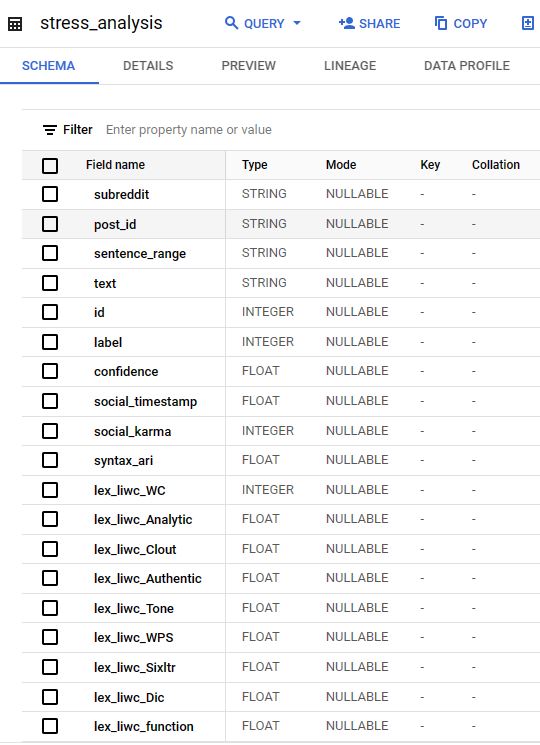 stress_analysis QUERY SHARE COPY
SCHEMA DETAILS PREVIEW LINEAGE DATA PROFILE
Filter Enter property name or value
Field name Type Mode Key Collation
subreddit STRING NULLABLE - -
post_id STRING NULLABLE - -
sentence_range STRING NULLABLE - -
text STRING NULLABLE - -
id INTEGER NULLABLE - -
label INTEGER NULLABLE - -
confidence FLOAT NULLABLE - -
social_timestamp FLOAT NULLABLE - -
social_karma INTEGER NULLABLE - -
syntax_ari FLOAT NULLABLE - -
lex_liwc_WC INTEGER NULLABLE - -
lex_liwc_Analytic FLOAT NULLABLE - -
lex_liwc_Clout FLOAT NULLABLE - -
lex_liwc_Authentic FLOAT NULLABLE - -
lex_liwc_Tone FLOAT NULLABLE - -
lex_liwc_WPS FLOAT NULLABLE - -
lex_liwc_Sixltr FLOAT NULLABLE - -
lex_liwc_Dic FLOAT NULLABLE - -
lex_liwc_function FLOAT NULLABLE - -